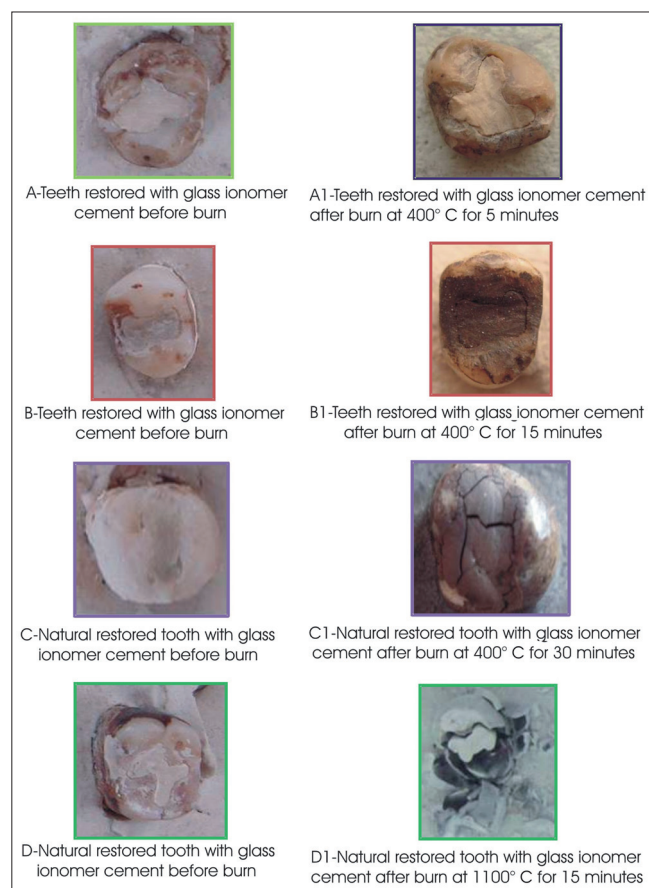 A-Teeth restored with glass ionomer
cement before burn
A1-Teeth restored with glass ionomer cement
after burn at 400° C for 5 minutes
B-Teeth restored with glass ionomer
cement before burn
B1-Teeth restored with glass_ionomer cement
after burn at 400° C for 15 minutes
C-Natural restored tooth with glass
ionomer cement before burn
C1-Natural restored tooth with glass ionomer
cement after burn at 400° C for 30 minutes
D-Natural restored tooth with glass
ionomer cement before burn
D1-Natural restored tooth with glass ionomer
cement after burn at 1100° C for 15 minutes